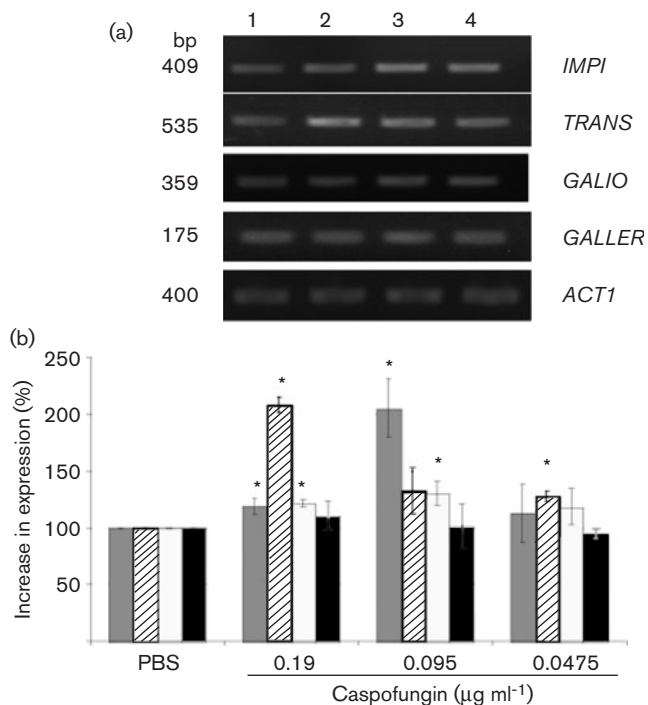 (a)
1 2 3 4
bp
409 IMPI
535 TRANS
359 GALIO
175 GALLER
400 ACT1
(b)
Increase in expression (%)
250
200
150
100
50
* * * * * *
PBS 0.19 0.095 0.0475
Caspofungin (µg ml⁻¹)